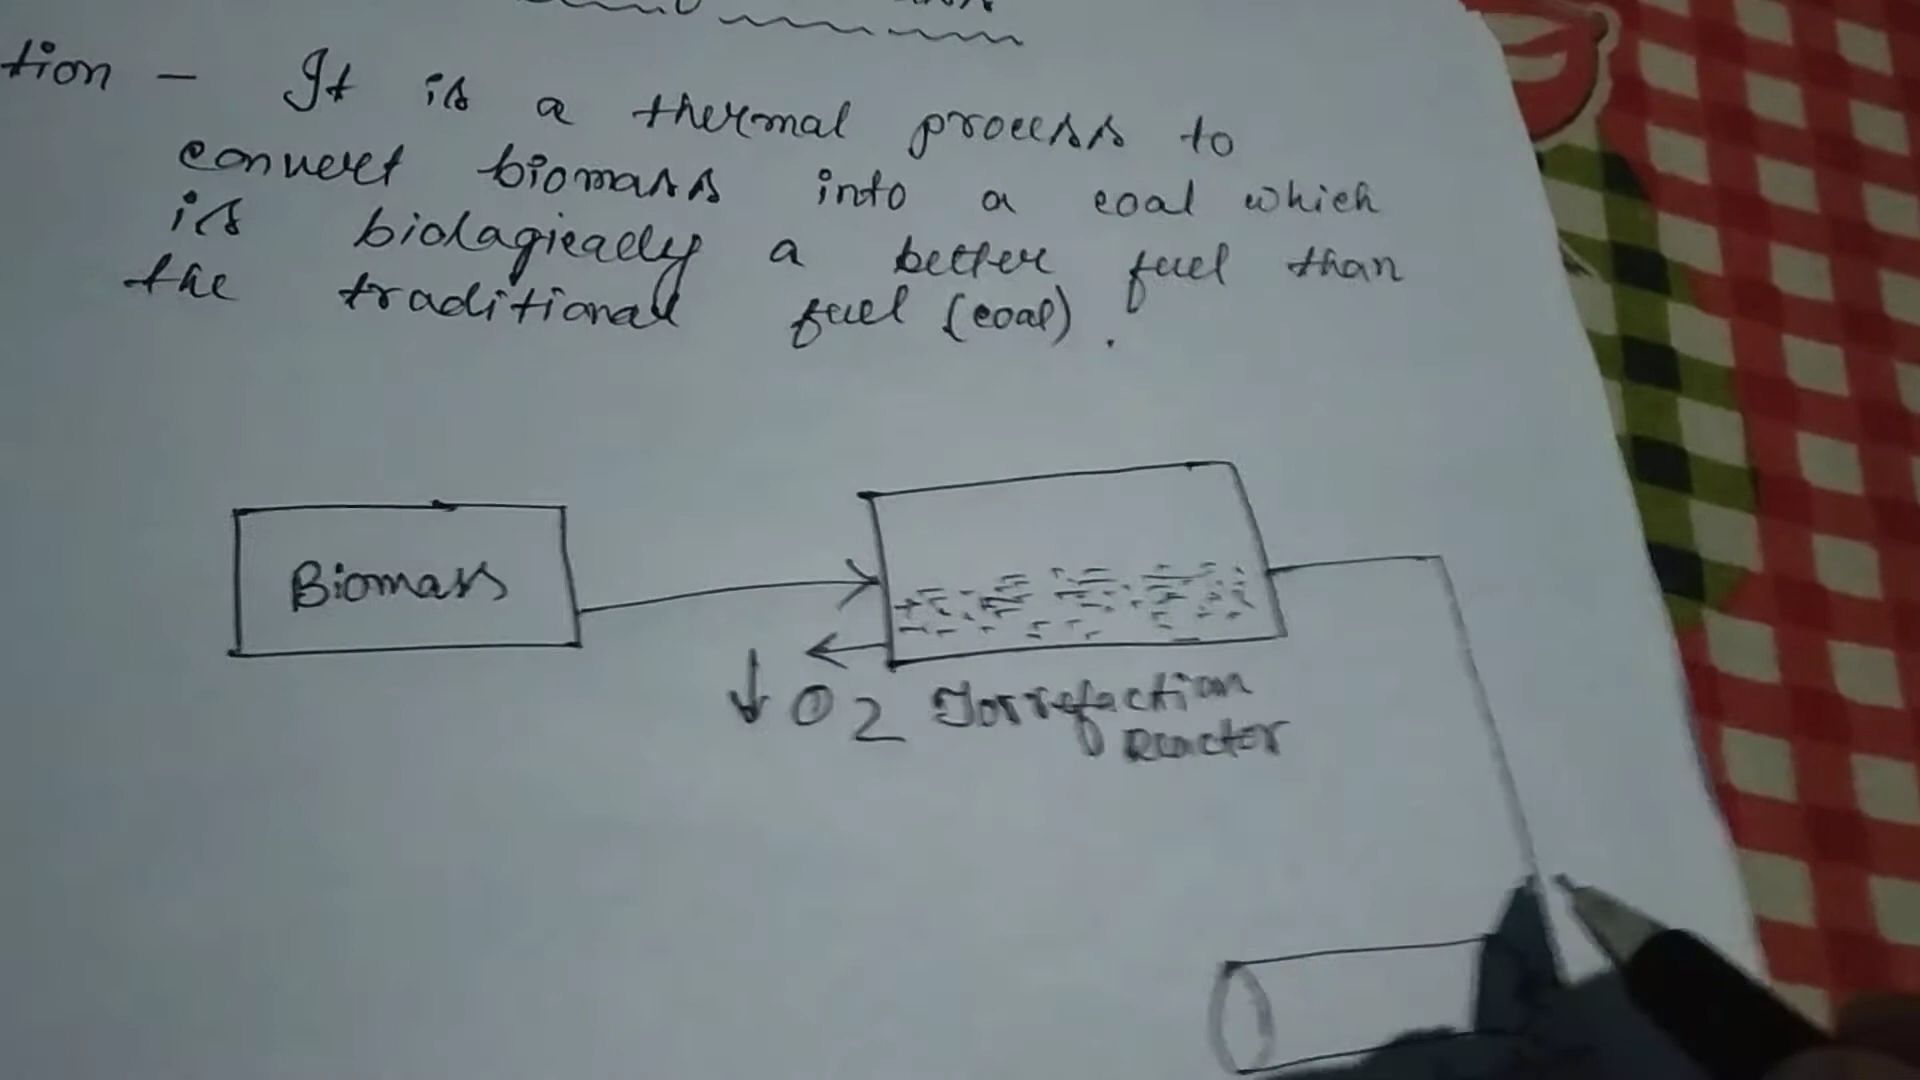 tion - It is a thermal process to
convert biomass into a coal which
is biologically a better fuel than
the traditional fuel (coal).
Biomass
↓ O2 Torrefaction
Reactor